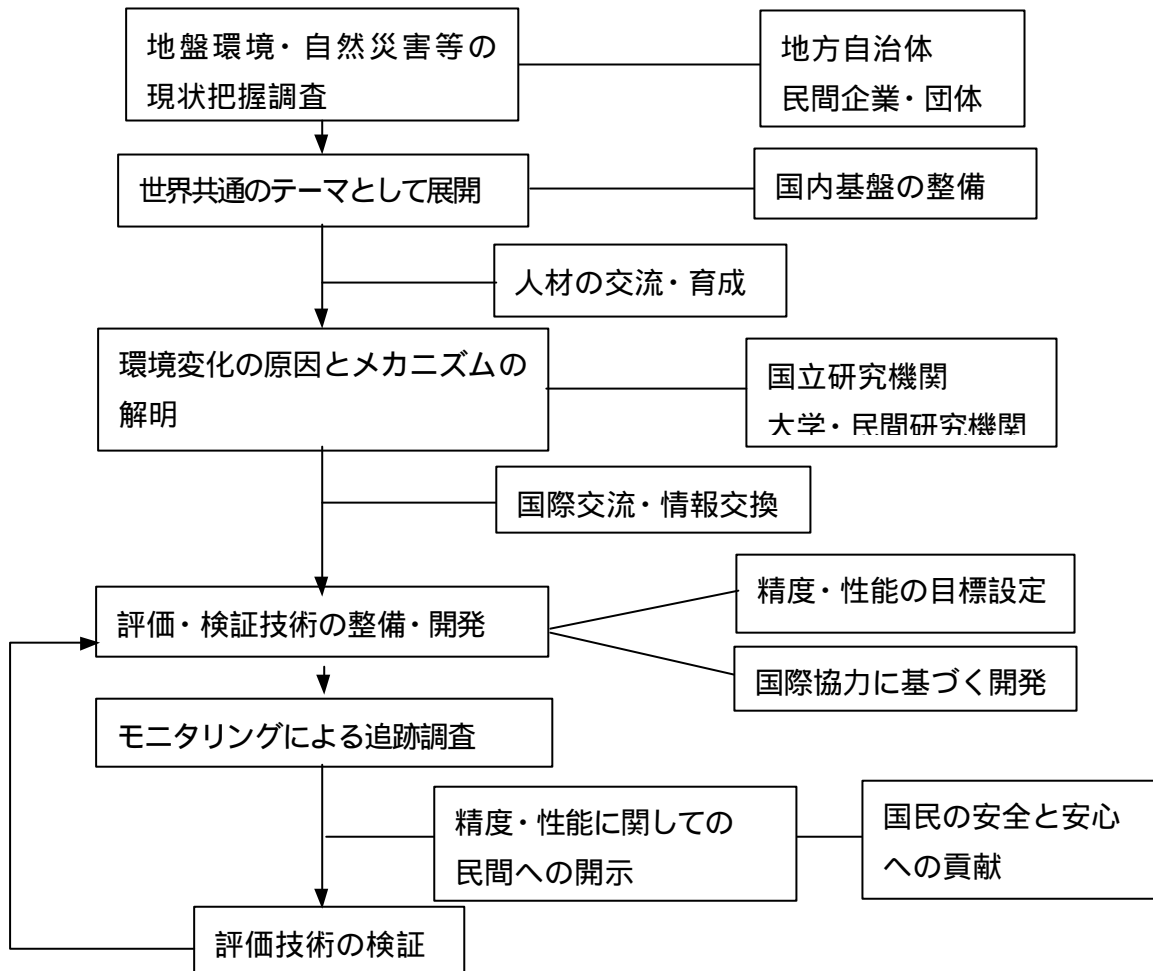 地盤環境・自然災害等の
現状把握調査
地方自治体
民間企業・団体
世界共通のテーマとして展開
国内基盤の整備
人材の交流・育成
環境変化の原因とメカニズムの
解明
国立研究機関
大学・民間研究機関
国際交流・情報交換
精度・性能の目標設定
評価・検証技術の整備・開発
国際協力に基づく開発
モニタリングによる追跡調査
精度・性能に関しての
民間への開示
国民の安全と安心
への貢献
評価技術の検証